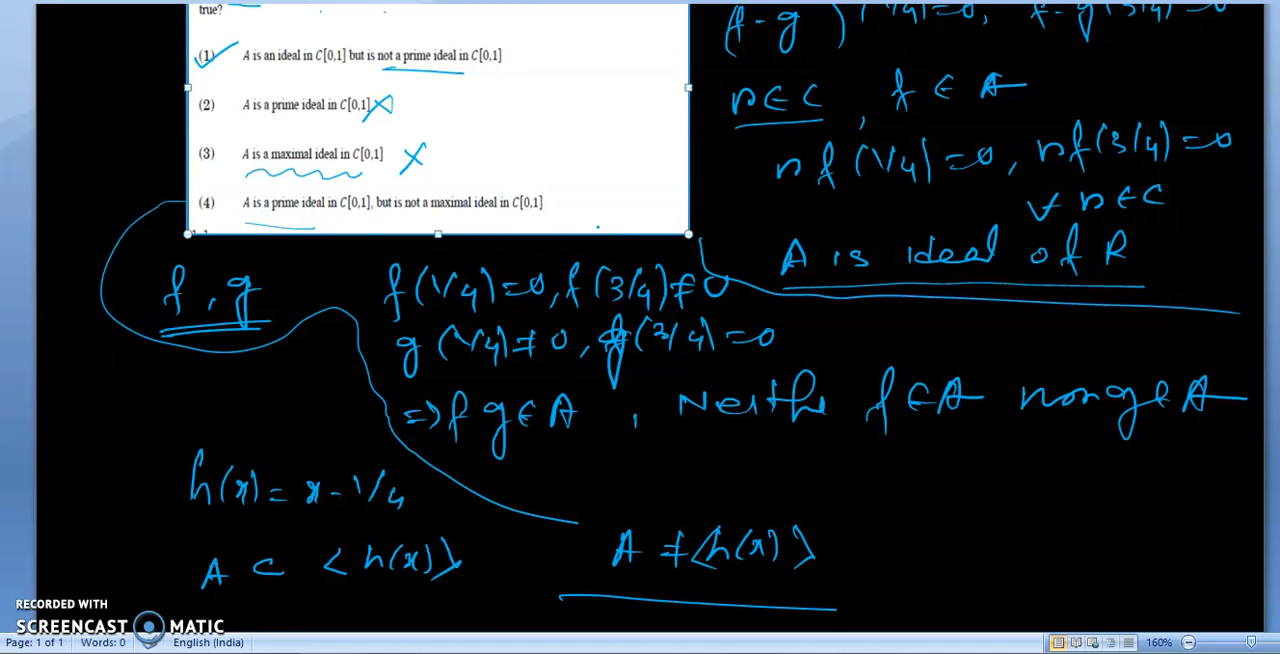 true?
(1) A is an ideal in C[0,1] but is not a prime ideal in C[0,1]
(2) A is a prime ideal in C[0,1]
(3) A is a maximal ideal in C[0,1]
(4) A is a prime ideal in C[0,1], but is not a maximal ideal in C[0,1]
(f-g)(1/4)=0, f-g(3/4)=0
r∈C, f∈A
rf(1/4)=0, rf(3/4)=0
∀ r∈C
A is ideal of R
f, g
f(1/4)=0, f(3/4)≠0
g(1/4)≠0, g(3/4)=0
⇒ f g∈A, Neithe f∈A nor g∈A
h(x)= x-1/4
A ⊂ <h(x)>
A ≠ <h(x)>
RECORDED WITH
SCREENCAST MATIC
Page: 1 of 1 Words: 0 English (India) 160%